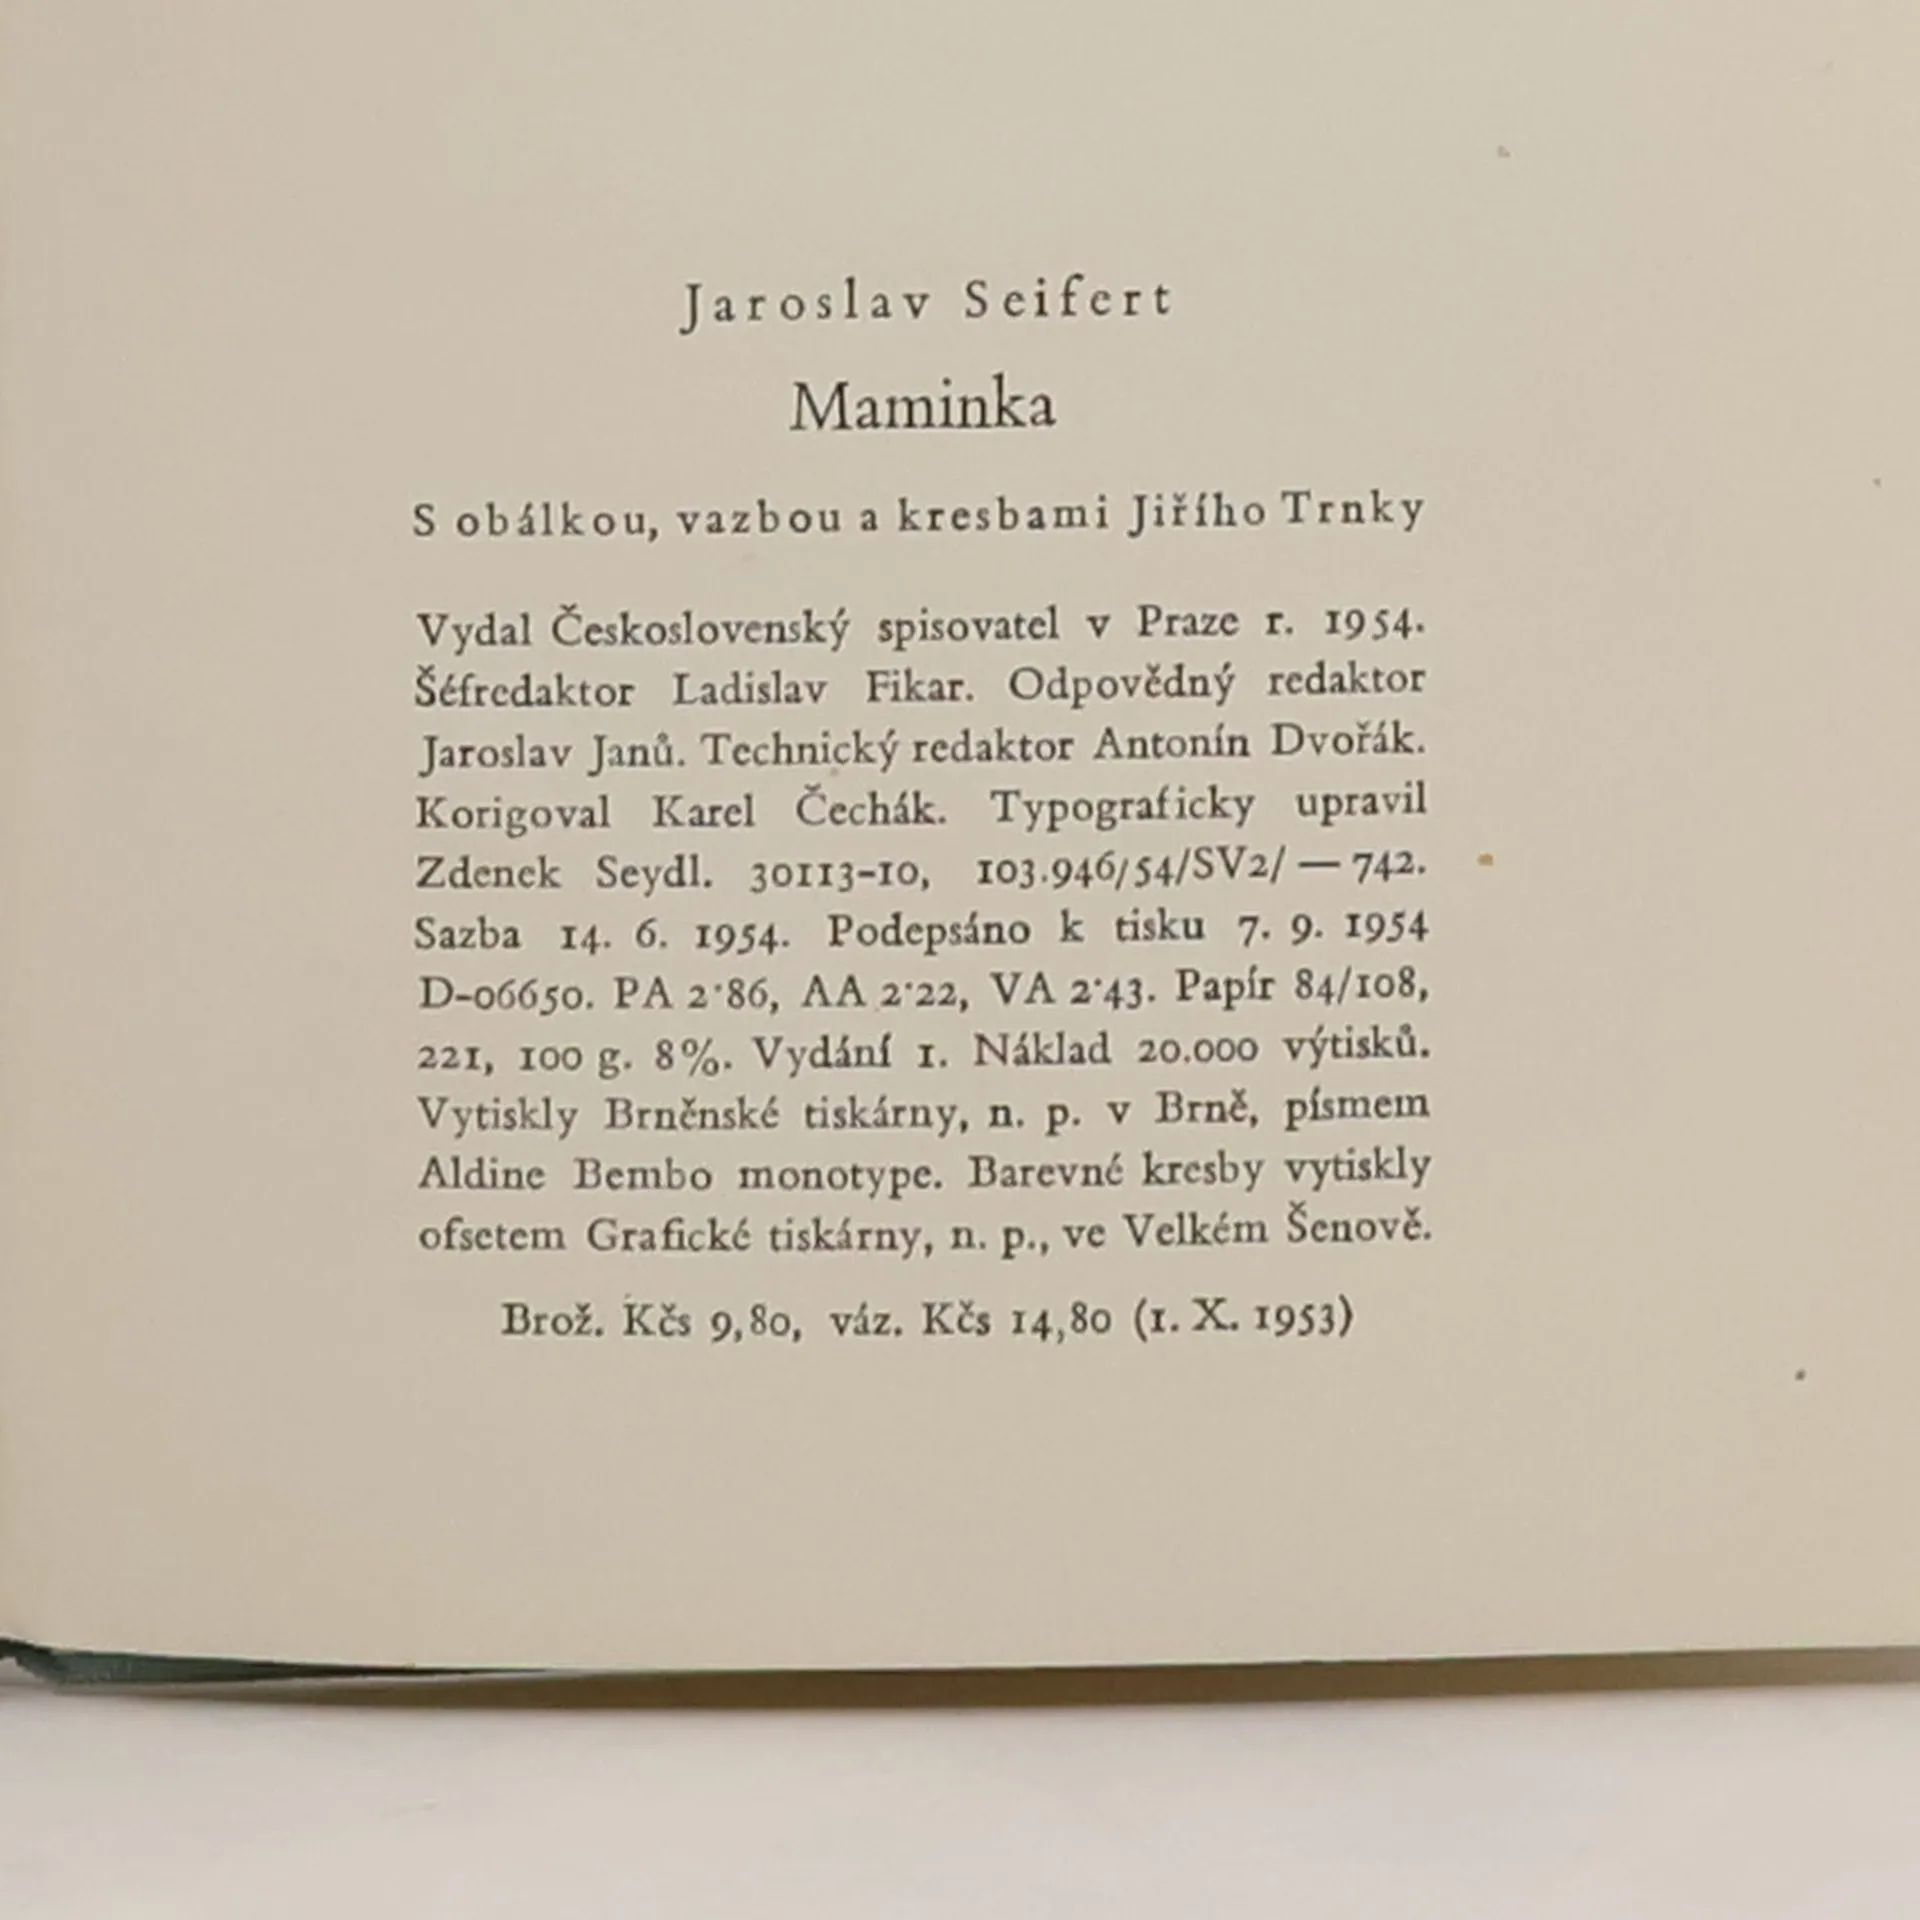 Jaroslav Seifert
Maminka
S obálkou, vazbou a kresbami Jiřího Trnky
Vydal Československý spisovatel v Praze r. 1954.
Šéfredaktor Ladislav Fikar. Odpovědný redaktor
Jaroslav Janů. Technický redaktor Antonín Dvořák.
Korigoval Karel Čechák. Typograficky upravil
Zdenek Seydl. 30113-10, 103.946/54/SV2/ — 742.
Sazba 14. 6. 1954. Podepsáno k tisku 7. 9. 1954
D-06650. PA 2·86, AA 2·22, VA 2·43. Papír 84/108,
221, 100 g. 8%. Vydání 1. Náklad 20.000 výtisků.
Vytiskly Brněnské tiskárny, n. p. v Brně, písmem
Aldine Bembo monotype. Barevné kresby vytiskly
ofsetem Grafické tiskárny, n. p., ve Velkém Šenově.
Brož. Kčs 9,80, váz. Kčs 14,80 (1. X. 1953)